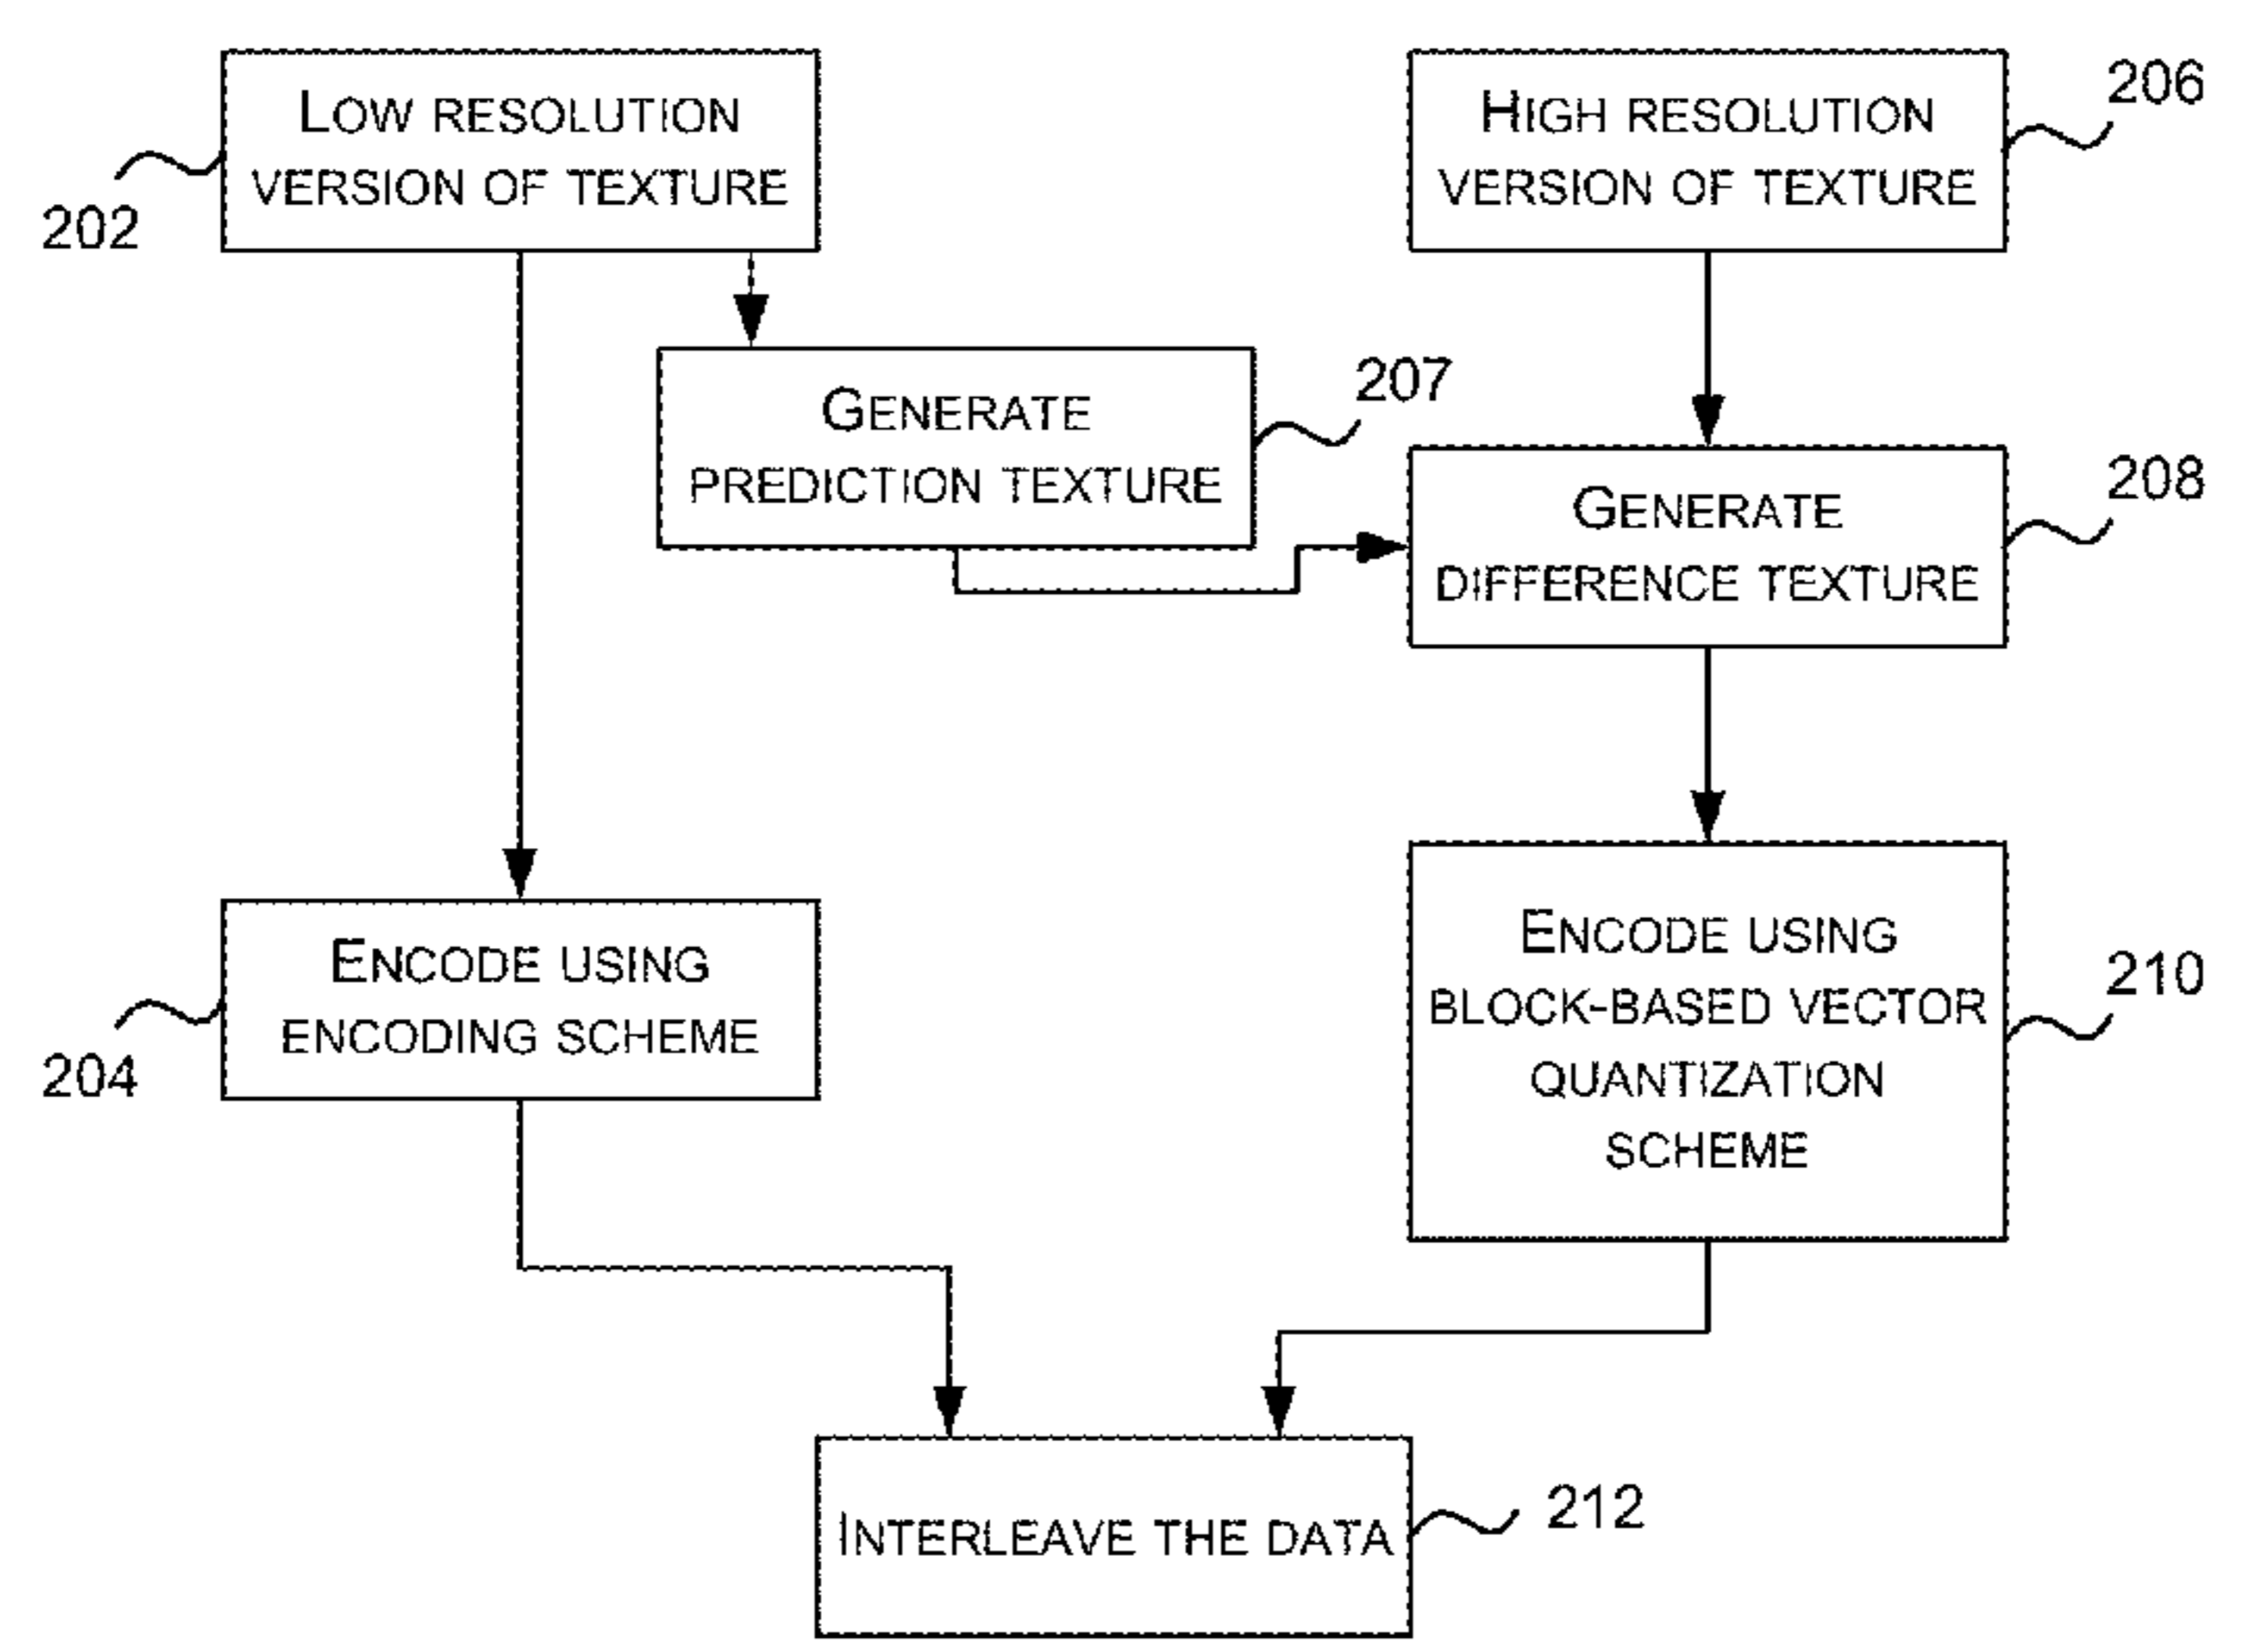 LOW RESOLUTION
VERSION OF TEXTURE
202
HIGH RESOLUTION
VERSION OF TEXTURE
206
GENERATE
PREDICTION TEXTURE
207
GENERATE
DIFFERENCE TEXTURE
208
ENCODE USING
ENCODING SCHEME
204
ENCODE USING
BLOCK-BASED VECTOR
QUANTIZATION
SCHEME
210
INTERLEAVE THE DATA
212